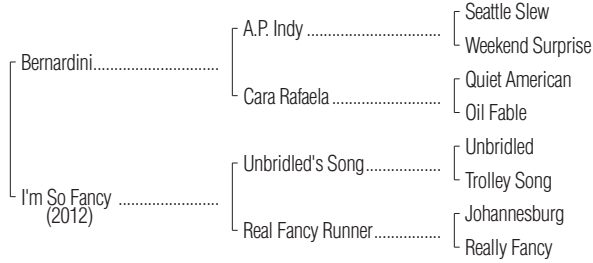 Seattle Slew
A.P. Indy
Weekend Surprise
Bernardini
Quiet American
Cara Rafaela
Oil Fable
Unbridled
Unbridled's Song
Trolley Song
I'm So Fancy
(2012)
Johannesburg
Real Fancy Runner
Really Fancy